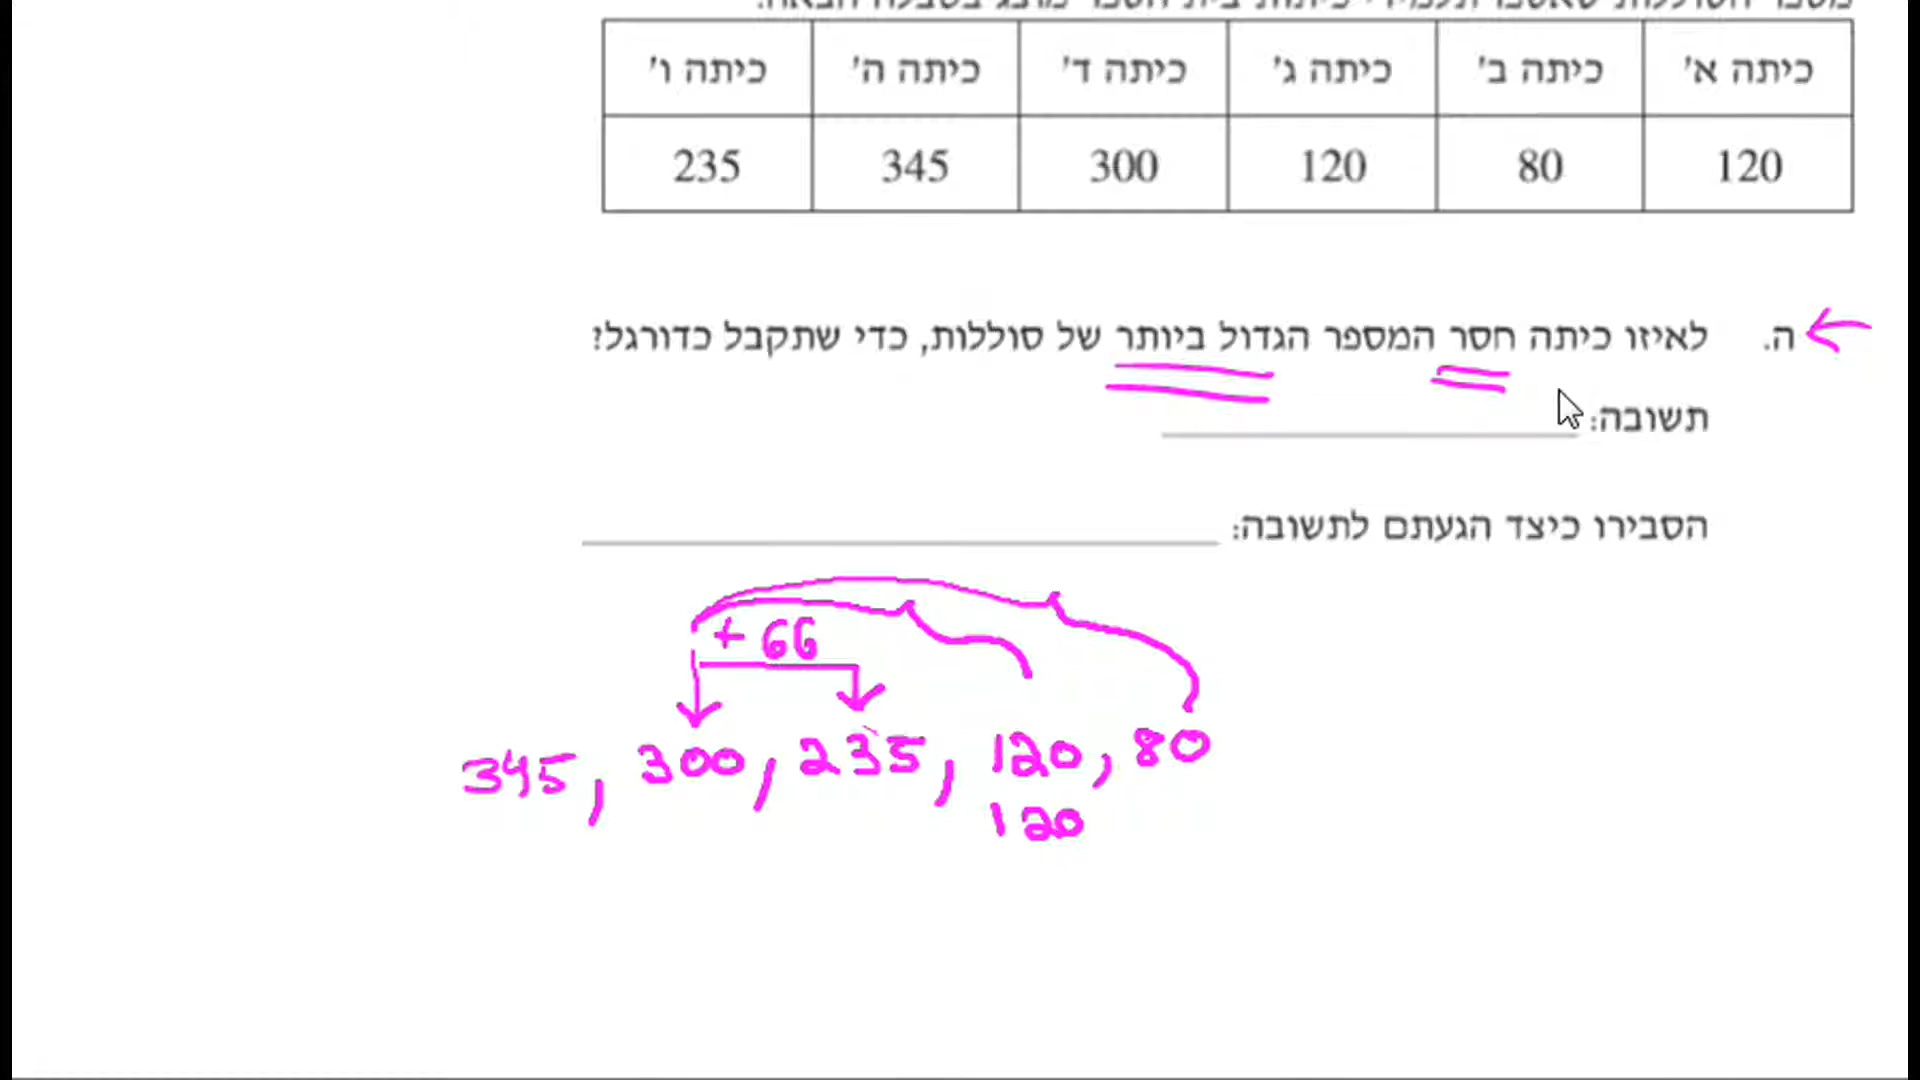 כיתה א' כיתה ב' כיתה ג' כיתה ד' כיתה ה' כיתה ו'
120 80 120 300 345 235
ה. לאיזו כיתה חסר המספר הגדול ביותר של סוללות, כדי שתקבל כדורגל?
תשובה:
הסבירו כיצד הגעתם לתשובה:
+ 66
345, 300, 235, 120, 80
120